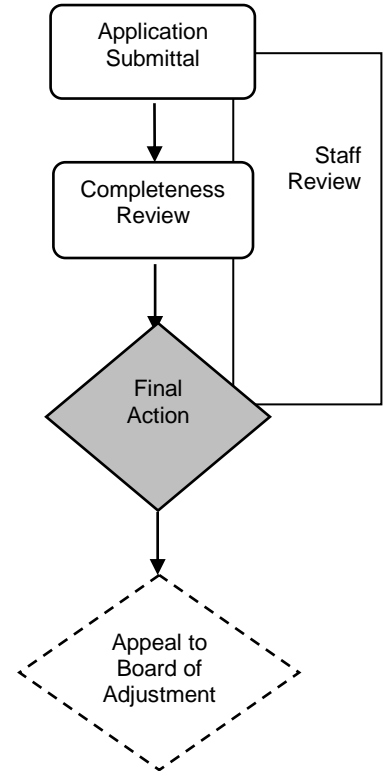 Application
Submittal
Staff
Review
Completeness
Review
Final
Action
Appeal to
Board of
Adjustment